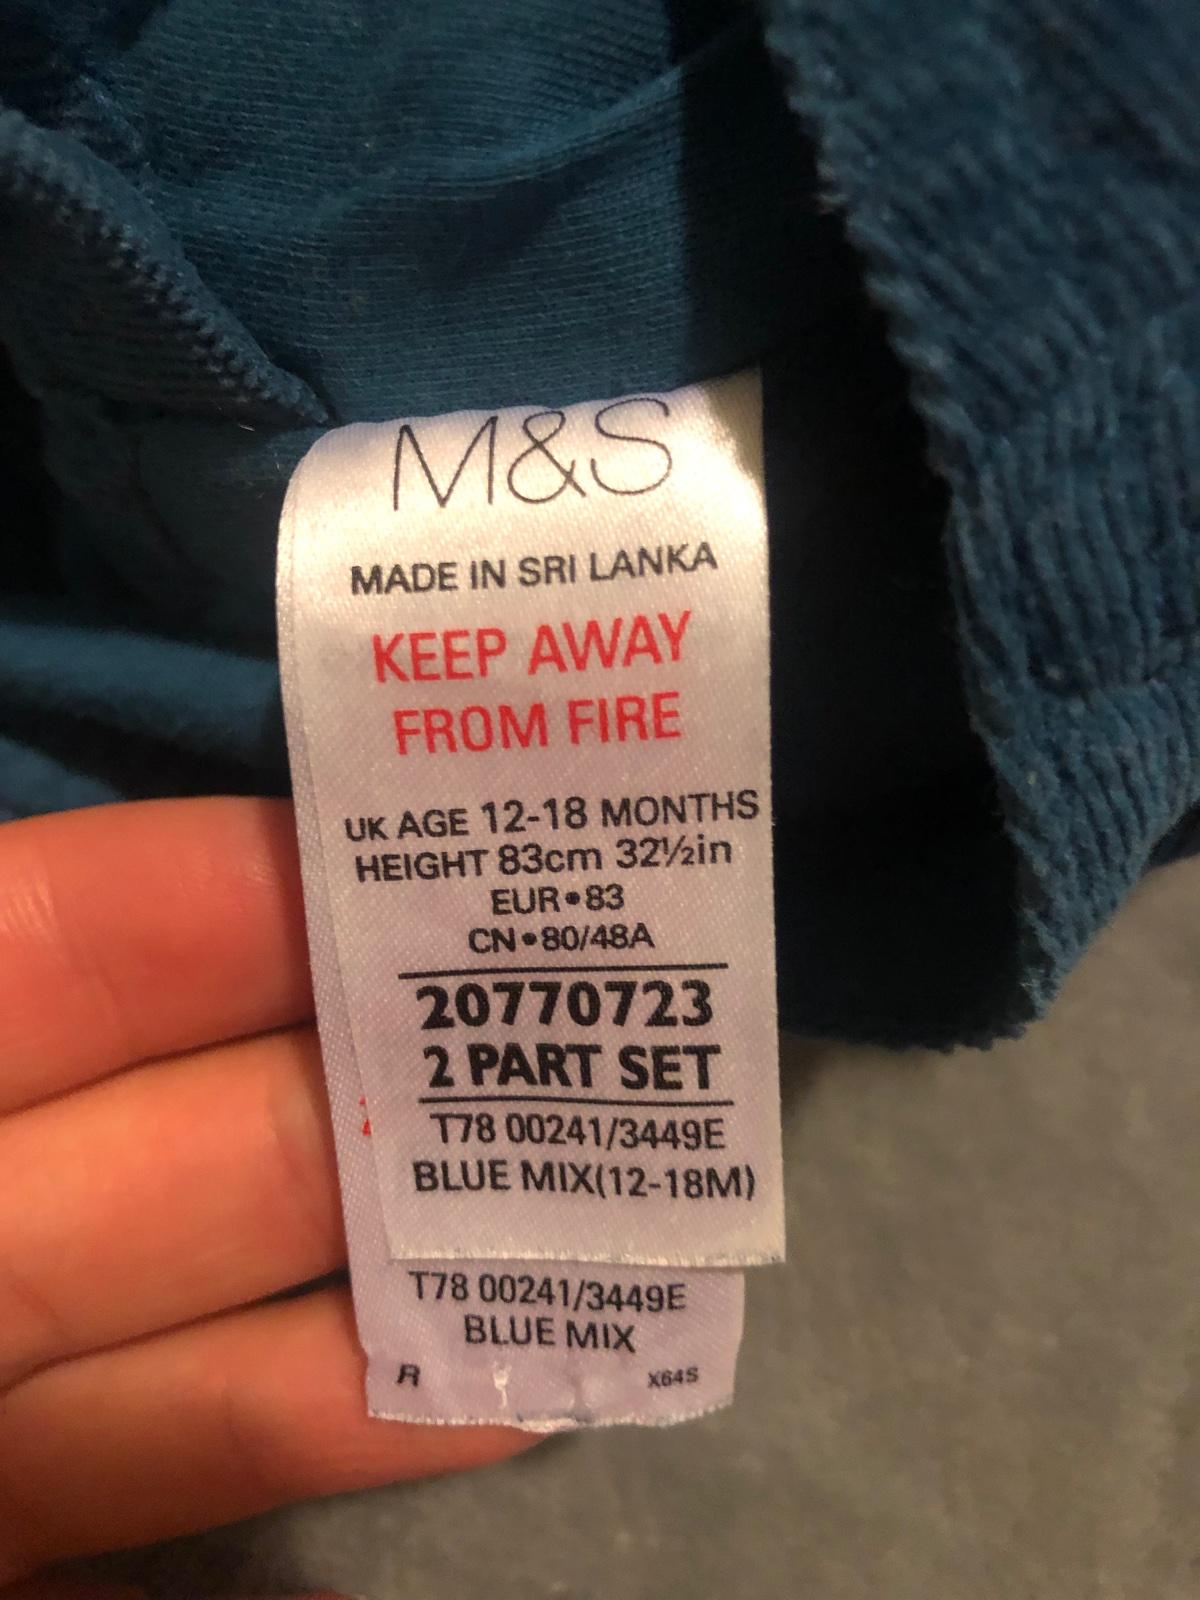 M&S
MADE IN SRI LANKA
KEEP AWAY
FROM FIRE
UK AGE 12-18 MONTHS
HEIGHT 83cm 32½in
EUR•83
CN•80/48A
20770723
2 PART SET
T78 00241/3449E
BLUE MIX(12-18M)
T78 00241/3449E
BLUE MIX
R X64S